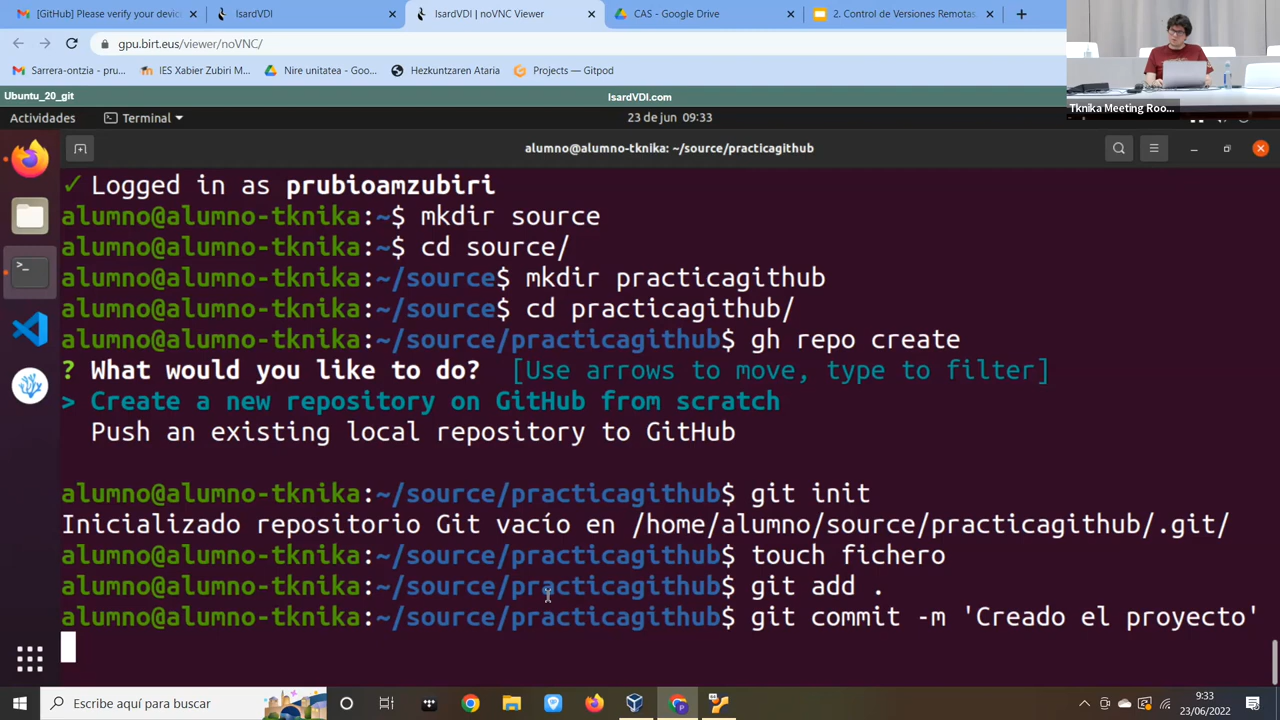 [GitHub] Please verify your devic
IsardVDI
IsardVDI | noVNC Viewer
CAS - Google Drive
2. Control de Versiones Remotas.
gpu.birt.eus/viewer/noVNC/
Sarrera-ontzia - pru...
IES Xabier Zubiri M...
Nire unitatea - Goo...
Hezkuntzaren Ataria
Projects — Gitpod
Tknika Meeting Roo...
Ubuntu_20_git
IsardVDI.com
Actividades
Terminal
23 de jun 09:33
alumno@alumno-tknika: ~/source/practicagithub
✓ Logged in as prubioamzubiri
alumno@alumno-tknika:~$ mkdir source
alumno@alumno-tknika:~$ cd source/
alumno@alumno-tknika:~/source$ mkdir practicagithub
alumno@alumno-tknika:~/source$ cd practicagithub/
alumno@alumno-tknika:~/source/practicagithub$ gh repo create
? What would you like to do? [Use arrows to move, type to filter]
> Create a new repository on GitHub from scratch
Push an existing local repository to GitHub
alumno@alumno-tknika:~/source/practicagithub$ git init
Inicializado repositorio Git vacío en /home/alumno/source/practicagithub/.git/
alumno@alumno-tknika:~/source/practicagithub$ touch fichero
alumno@alumno-tknika:~/source/practicagithub$ git add .
alumno@alumno-tknika:~/source/practicagithub$ git commit -m 'Creado el proyecto'
Escribe aquí para buscar
9:33
23/06/2022